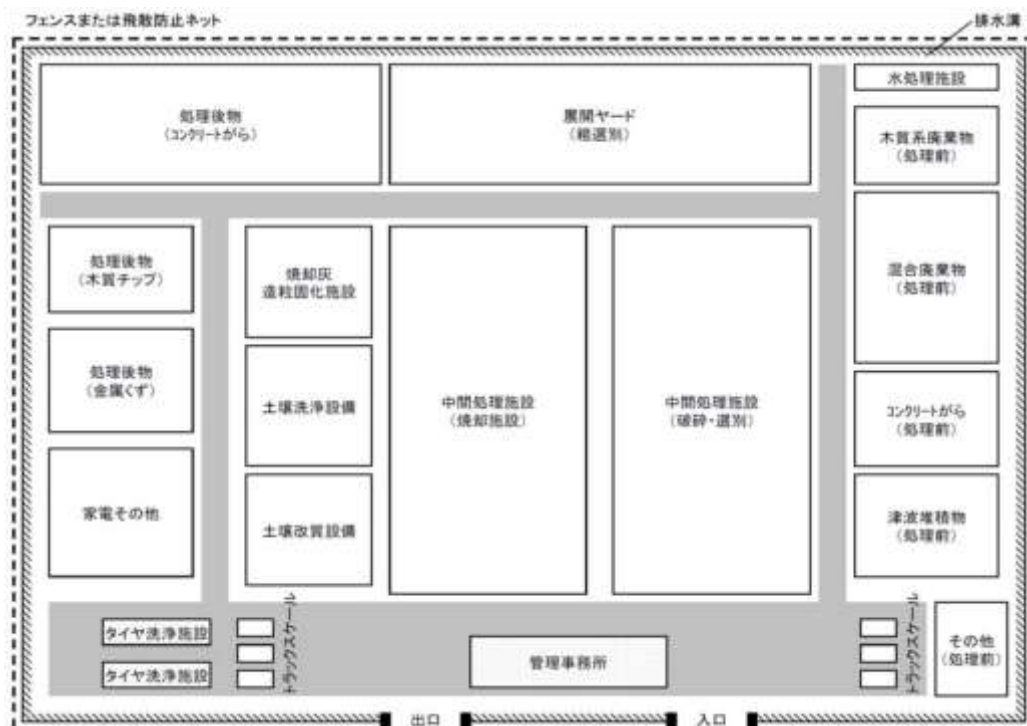 フェンスまたは飛散防止ネット
排水溝
処理後物
(コンクリートがら)
展開ヤード
(粗選別)
水処理施設
木質系廃棄物
(処理前)
処理後物
(木質チップ)
焼却灰
造粒固化施設
混合廃棄物
(処理前)
処理後物
(金属くず)
土壌洗浄設備
中間処理施設
(焼却施設)
中間処理施設
(破砕・選別)
コンクリートがら
(処理前)
家電その他
土壌改質設備
津波堆積物
(処理前)
タイヤ洗浄施設
タイヤ洗浄施設
トラックスケール
管理事務所
トラックスケール
その他
(処理前)
出口
入口